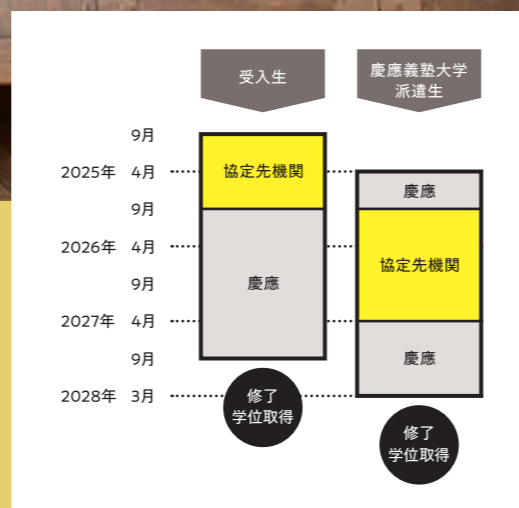 受入生
慶應義塾大学
派遣生
9月
2025年 4月
9月
2026年 4月
9月
2027年 4月
9月
2028年 3月
協定先機関
慶應
修了
学位取得
慶應
協定先機関
慶應
修了
学位取得